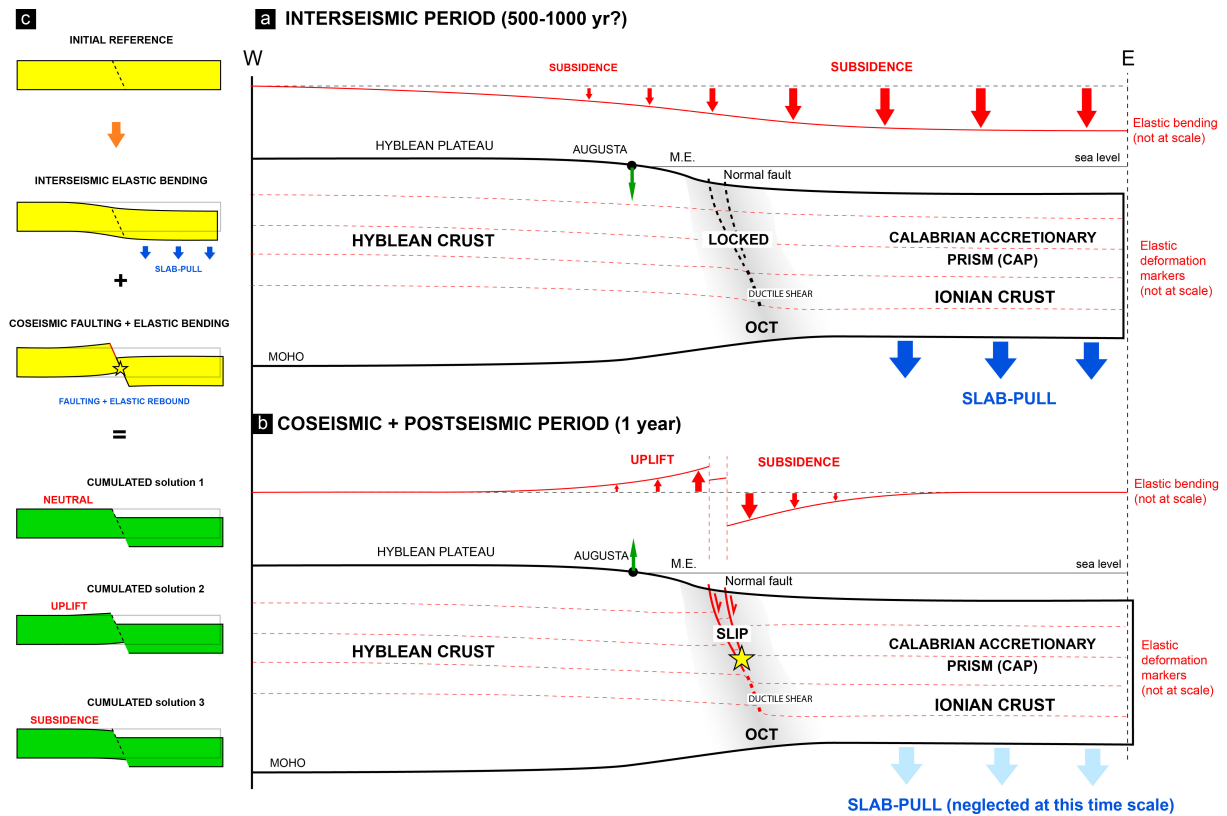 c
INITIAL REFERENCE
INTERSEISMIC ELASTIC BENDING
SLAB-PULL
+
COSEISMIC FAULTING + ELASTIC BENDING
FAULTING + ELASTIC REBOUND
=
CUMULATED solution 1
NEUTRAL
CUMULATED solution 2
UPLIFT
CUMULATED solution 3
SUBSIDENCE
a INTERSEISMIC PERIOD (500-1000 yr?)
W
E
SUBSIDENCE
SUBSIDENCE
Elastic bending
(not at scale)
HYBLEAN PLATEAU
AUGUSTA
M.E.
sea level
Normal fault
HYBLEAN CRUST
LOCKED
CALABRIAN ACCRETIONARY
PRISM (CAP)
Elastic
deformation
markers
(not at scale)
DUCTILE SHEAR
IONIAN CRUST
OCT
MOHO
SLAB-PULL
b COSEISMIC + POSTSEISMIC PERIOD (1 year)
UPLIFT
SUBSIDENCE
Elastic bending
(not at scale)
HYBLEAN PLATEAU
AUGUSTA
M.E.
sea level
Normal fault
SLIP
HYBLEAN CRUST
CALABRIAN ACCRETIONARY
PRISM (CAP)
Elastic
deformation
markers
(not at scale)
DUCTILE SHEAR
IONIAN CRUST
OCT
MOHO
SLAB-PULL (neglected at this time scale)